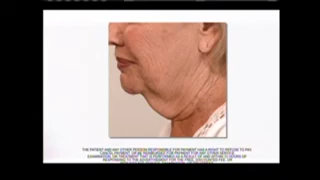 THE PATIENT AND ANY OTHER PERSON RESPONSIBLE FOR PAYMENT HAS A RIGHT TO REFUSE TO PAY,
CANCEL PAYMENT, OR BE REIMBURSED FOR PAYMENT FOR ANY OTHER SERVICE,
EXAMINATION, OR TREATMENT THAT IS PERFORMED AS A RESULT OF AND WITHIN 72 HOURS OF
RESPONDING TO THE ADVERTISEMENT FOR THE FREE, DISCOUNTED FEE, OR